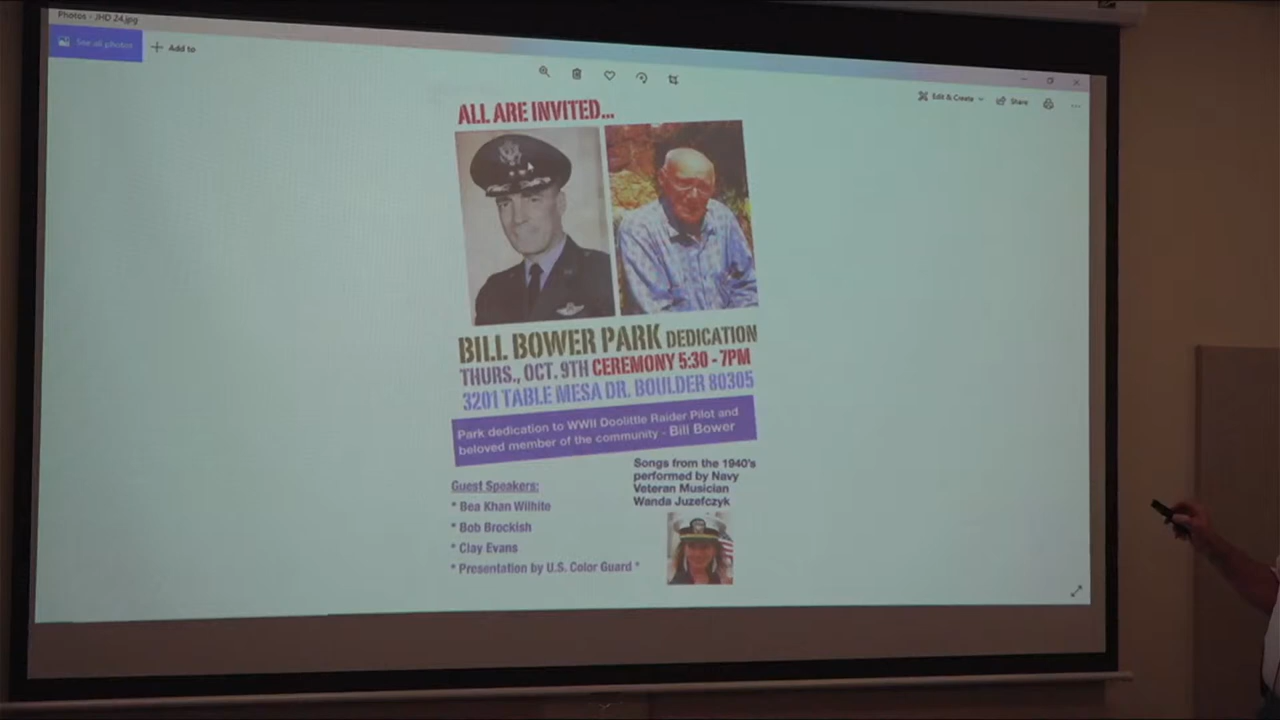 Photos - JHD 24.jpg
See all photos
Add to
Edit & Create
Share
ALL ARE INVITED...
BILL BOWER PARK DEDICATION
THURS., OCT. 9TH CEREMONY 5:30 - 7PM
3201 TABLE MESA DR. BOULDER 80305
Park dedication to WWII Doolittle Raider Pilot and
beloved member of the community - Bill Bower
Guest Speakers:
* Bea Khan Wilhite
* Bob Brockish
* Clay Evans
* Presentation by U.S. Color Guard *
Songs from the 1940's
performed by Navy
Veteran Musician
Wanda Juzefczyk